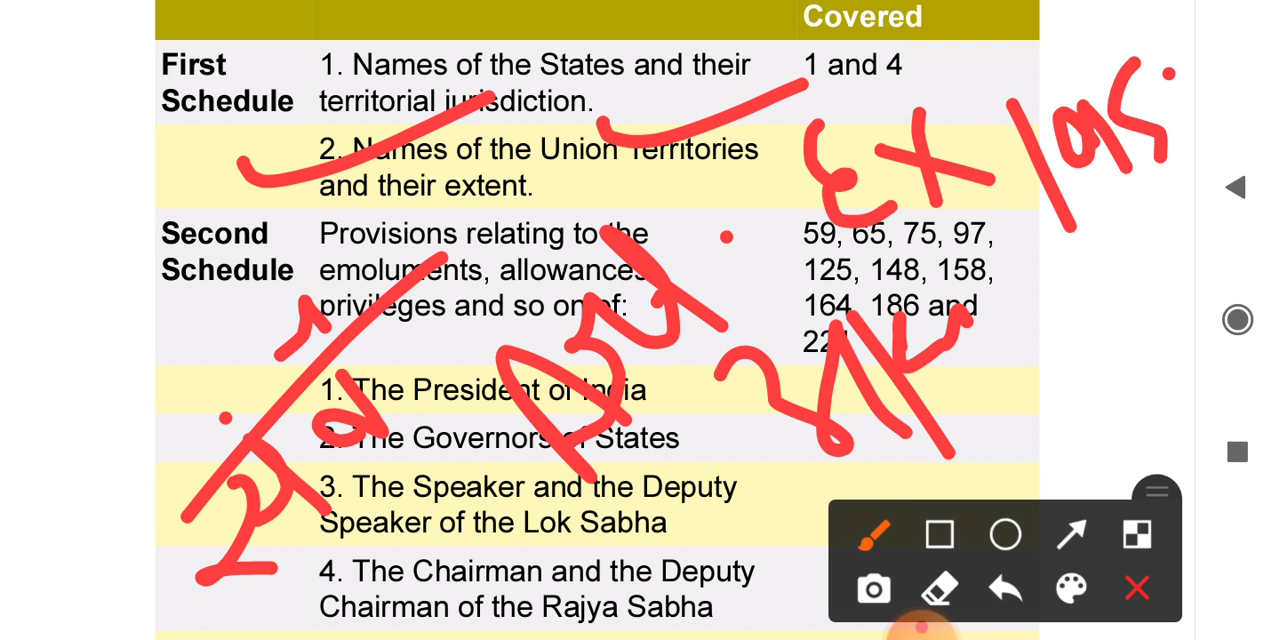 Covered
First Schedule
1. Names of the States and their territorial jurisdiction.
1 and 4
2. Names of the Union Territories and their extent.
Second Schedule
Provisions relating to the emoluments, allowances, privileges and so on of:
59, 65, 75, 97,
125, 148, 158,
164, 186 and
1. The President of India
2. The Governors of States
3. The Speaker and the Deputy Speaker of the Lok Sabha
4. The Chairman and the Deputy Chairman of the Rajya Sabha